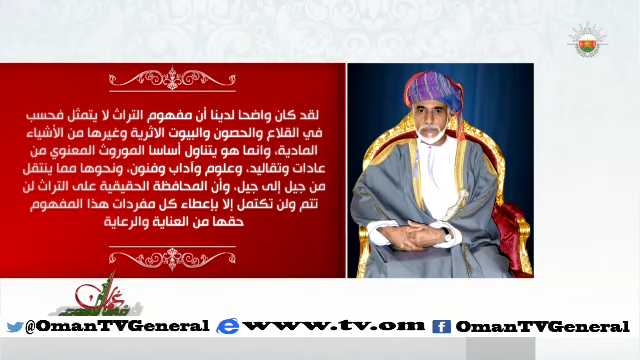 لقد كان واضحا لدينا أن مفهوم التراث لا يتمثل فحسب
في القلاع والحصون والبيوت الاثرية وغيرها من الأشياء
المادية، وانما هو يتناول أساسا الموروث المعنوي من
عادات وتقاليد، وعلوم وآداب وفنون، ونحوها مما ينتقل
من جيل إلى جيل، وأن المحافظة الحقيقية على التراث لن
تتم ولن تكتمل إلا بإعطاء كل مفردات هذا المفهوم
حقها من العناية والرعاية
@OmanTVGeneral www.tv.om OmanTVGeneral